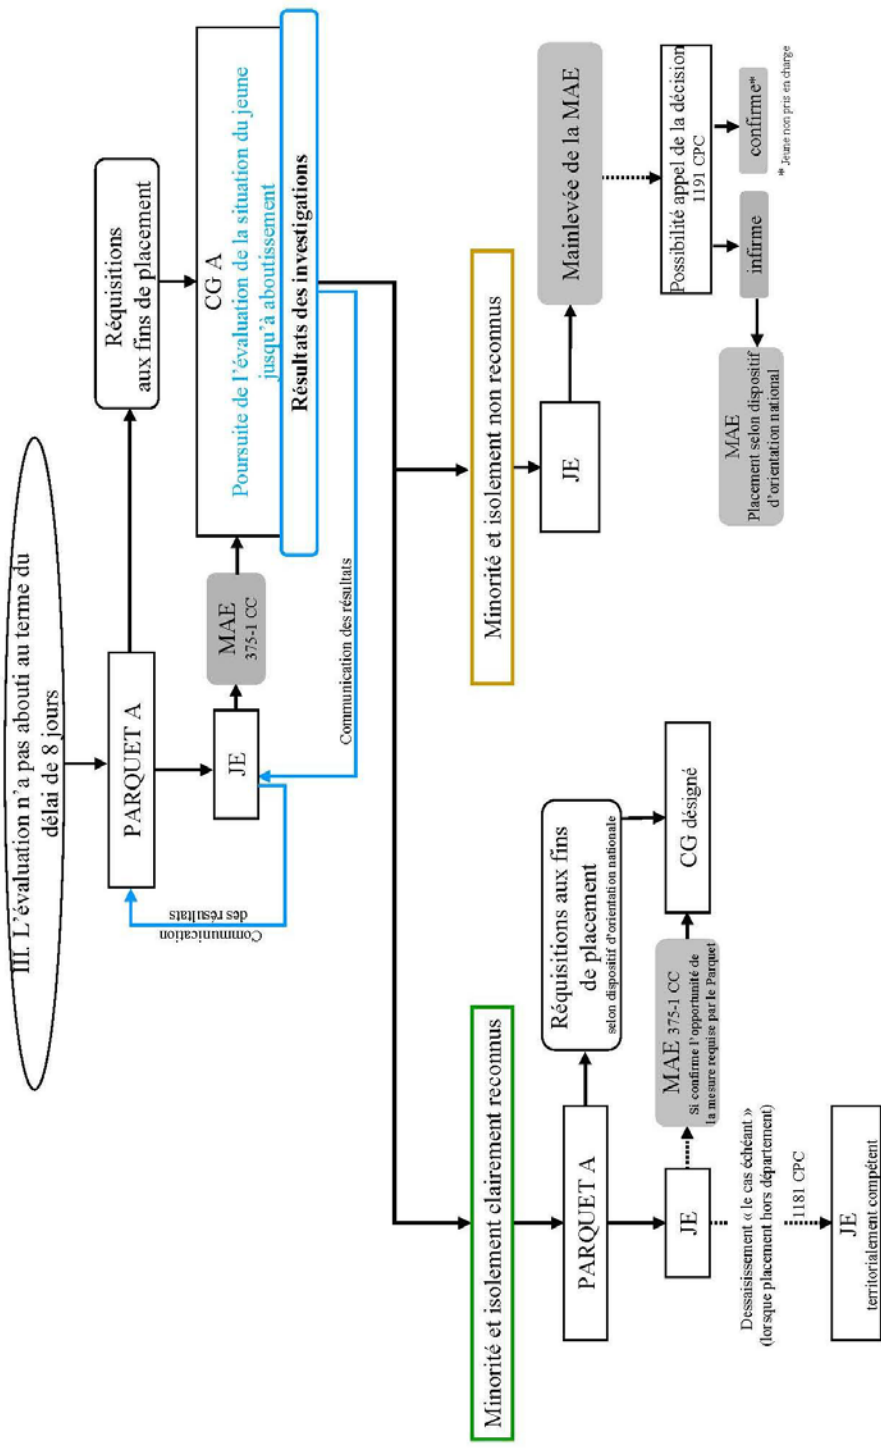 III. L'évaluation n'a pas abouti au terme du
délai de 8 jours
PARQUET A
Réquisitions
aux fins de placement
JE
MAE
375-1 CC
CG A
Poursuite de l'évaluation de la situation du jeune
jusqu'à aboutissement
Résultats des investigations
Communication
des résultats
Communication des résultats
Minorité et isolement clairement reconnus
PARQUET A
Réquisitions aux fins
de placement
selon dispositif d'orientation nationale
JE
MAE 375-1 CC
Si confirme l'opportunité de
la mesure requise par le Parquet
CG désigné
Dessaisissement « le cas échéant »
(lorsque placement hors département)
1181 CPC
JE
territorialement compétent
Minorité et isolement non reconnus
JE
Mainlevée de la MAE
Possibilité appel de la décision
1191 CPC
infirme
confirme*
* Jeune non pris en charge
MAE
Placement selon dispositif
d'orientation national